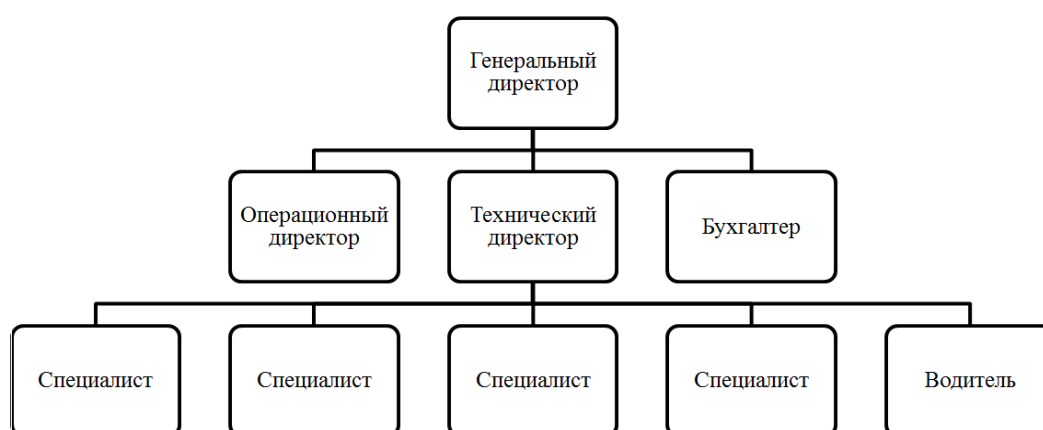 Генеральный
директор
Операционный
директор
Технический
директор
Бухгалтер
Специалист
Специалист
Специалист
Специалист
Водитель